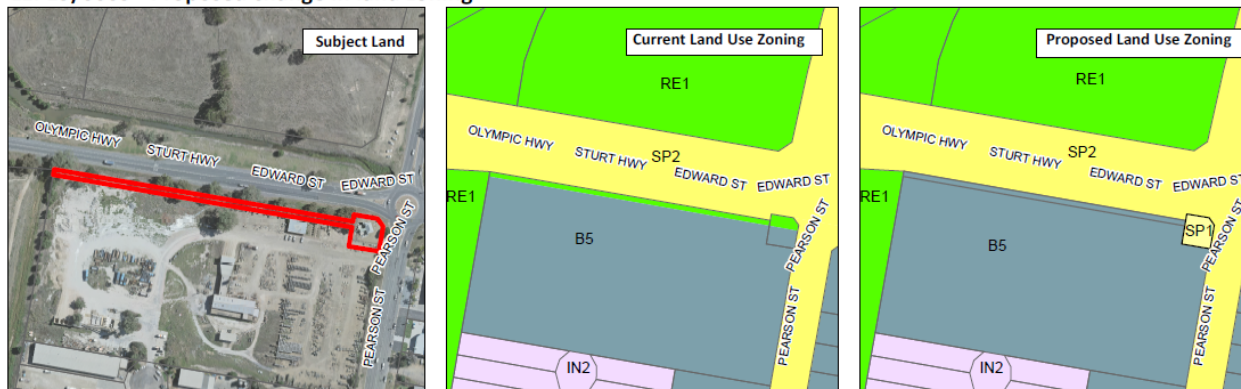 Subject Land
OLYMPIC HWY
STURT HWY
EDWARD ST
EDWARD ST
PEARSON ST
PEARSON ST
Current Land Use Zoning
RE1
OLYMPIC HWY
STURT HWY
SP2
EDWARD ST
EDWARD ST
RE1
B5
PEARSON ST
PEARSON ST
IN2
Proposed Land Use Zoning
RE1
OLYMPIC HWY
STURT HWY
SP2
EDWARD ST
EDWARD ST
RE1
SP1
B5
PEARSON ST
PEARSON ST
IN2